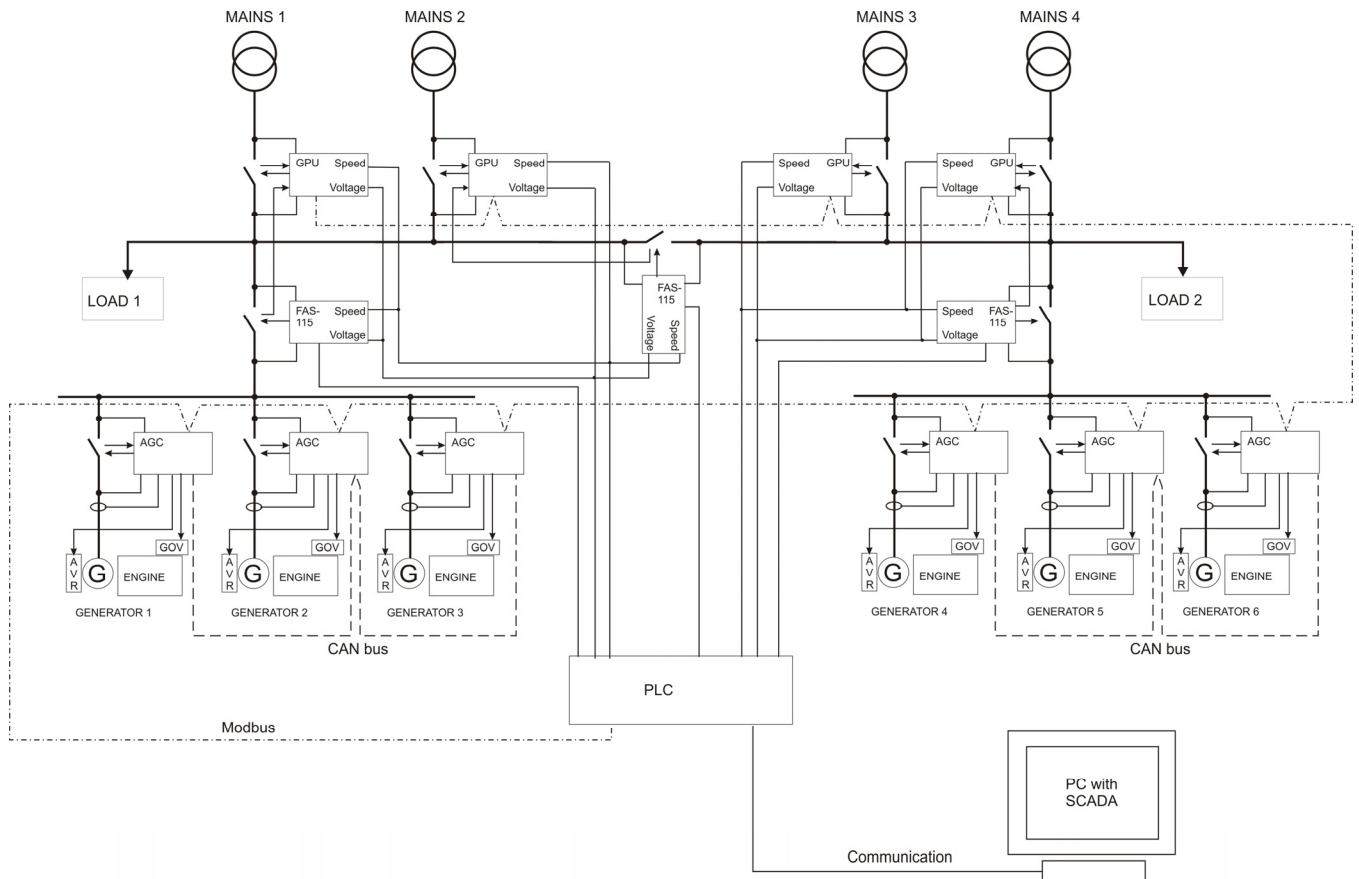 MAINS 1
MAINS 2
MAINS 3
MAINS 4
GPU Speed
Voltage
GPU Speed
Voltage
Speed GPU
Voltage
Speed GPU
Voltage
LOAD 1
FAS-
115
Speed
Voltage
FAS-
115
Voltage
Speed
Speed
Voltage
FAS-
115
LOAD 2
AGC
AGC
AGC
AGC
AGC
AGC
GOV
GOV
GOV
GOV
GOV
GOV
A
V
R
G
ENGINE
A
V
R
G
ENGINE
A
V
R
G
ENGINE
A
V
R
G
ENGINE
A
V
R
G
ENGINE
A
V
R
G
ENGINE
GENERATOR 1
GENERATOR 2
GENERATOR 3
GENERATOR 4
GENERATOR 5
GENERATOR 6
CAN bus
CAN bus
PLC
Modbus
PC with
SCADA
Communication